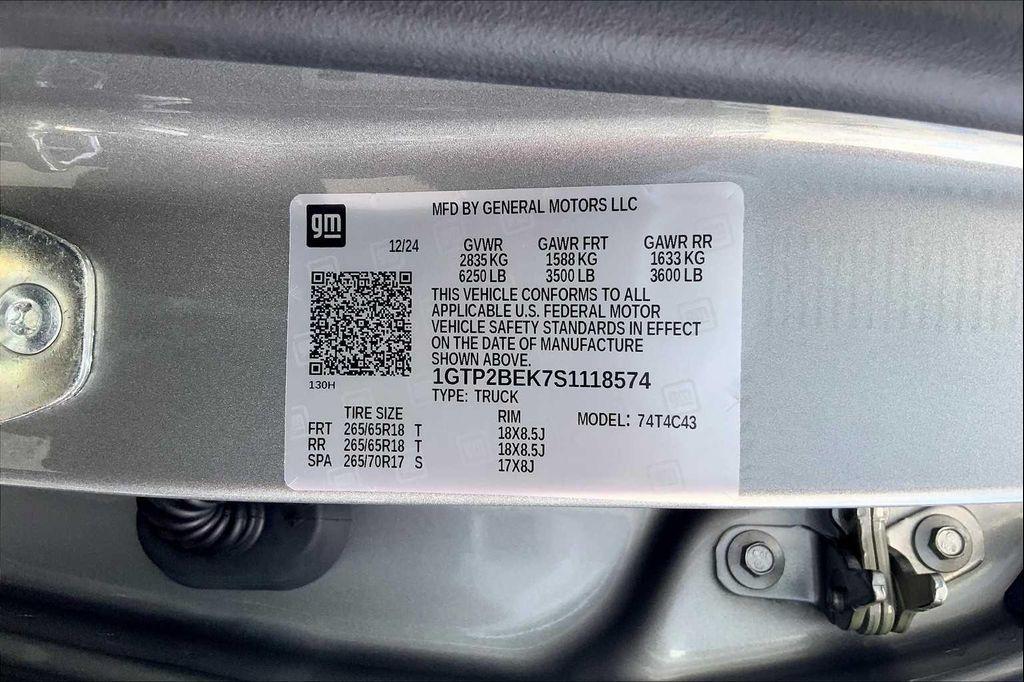 gm
MFD BY GENERAL MOTORS LLC
12/24 GVWR GAWR FRT GAWR RR
2835 KG 1588 KG 1633 KG
6250 LB 3500 LB 3600 LB
THIS VEHICLE CONFORMS TO ALL
APPLICABLE U.S. FEDERAL MOTOR
VEHICLE SAFETY STANDARDS IN EFFECT
ON THE DATE OF MANUFACTURE
SHOWN ABOVE.
130H
1GTP2BEK7S1118574
TYPE: TRUCK
TIRE SIZE RIM MODEL: 74T4C43
FRT 265/65R18 T 18X8.5J
RR 265/65R18 T 18X8.5J
SPA 265/70R17 S 17X8J